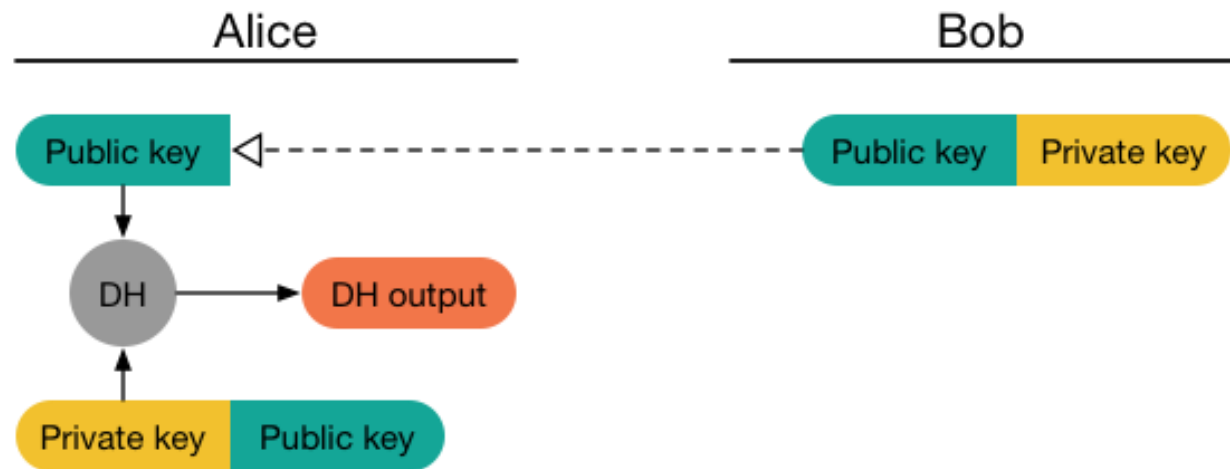 Alice
Bob
Public key
Public key
Private key
DH
DH output
Private key
Public key